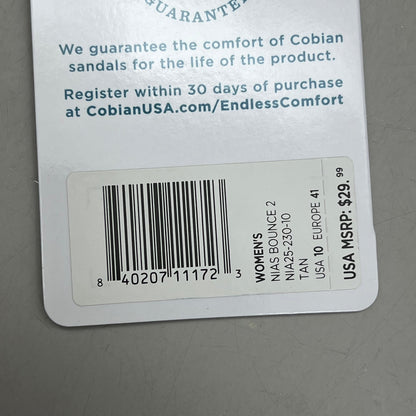 GUARANTEE
We guarantee the comfort of Cobian
sandals for the life of the product.
Register within 30 days of purchase
at CobianUSA.com/EndlessComfort
8 40207 11172 3
WOMEN'S
NIAS BOUNCE 2
NIA25-230-10
TAN
USA 10 EUROPE 41
USA MSRP: $29.99